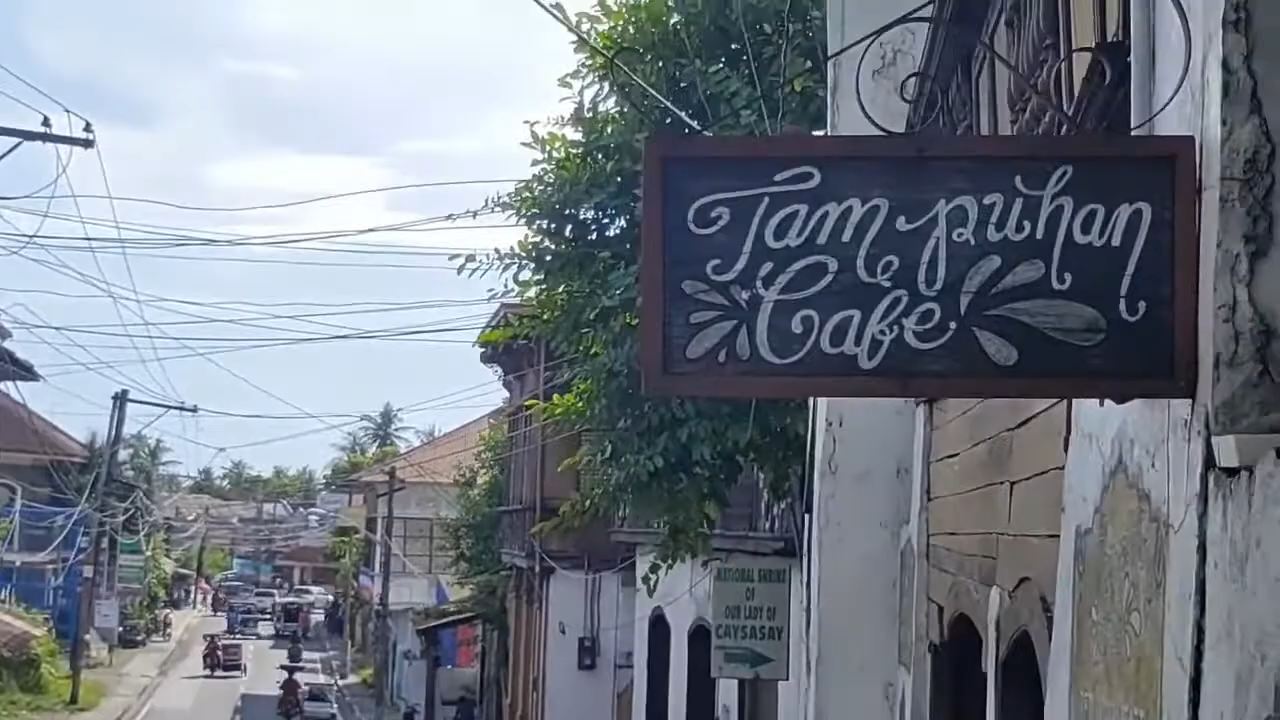 Tampuhan
Cafe
NATIONAL SHRINE
OF
OUR LADY OF
CAYSASAY